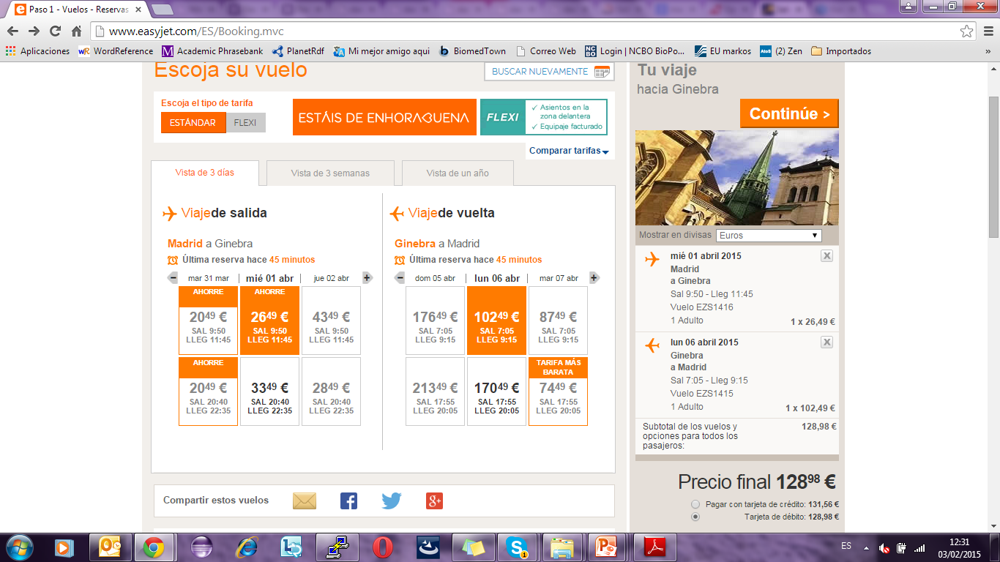 Paso 1 - Vuelos - Reservas
www.easyjet.com/ES/Booking.mvc
Aplicaciones WordReference Academic Phrasebank PlanetRdf Mi mejor amigo aqui BiomedTown Correo Web Login | NCBO BioPo... EU markos (2) Zen Importados »
Escoja su vuelo
BUSCAR NUEVAMENTE
Escoja el tipo de tarifa
ESTÁNDAR FLEXI
ESTÁIS DE ENHORABUENA
FLEXI
✓ Asientos en la
zona delantera
✓ Equipaje facturado
Comparar tarifas
Vista de 3 días Vista de 3 semanas Vista de un año
Viajede salida
Madrid a Ginebra
Última reserva hace 45 minutos
mar 31 mar mié 01 abr jue 02 abr
AHORRE AHORRE
2049 € 2649 € 4349 €
SAL 9:50 SAL 9:50 SAL 9:50
LLEG 11:45 LLEG 11:45 LLEG 11:45
AHORRE
2049 € 3349 € 2849 €
SAL 20:40 SAL 20:40 SAL 20:40
LLEG 22:35 LLEG 22:35 LLEG 22:35
Viajede vuelta
Ginebra a Madrid
Última reserva hace 45 minutos
dom 05 abr lun 06 abr mar 07 abr
17649 € 10249 € 8749 €
SAL 7:05 SAL 7:05 SAL 7:05
LLEG 9:15 LLEG 9:15 LLEG 9:15
TARIFA MÁS
BARATA
21349 € 17049 € 7449 €
SAL 17:55 SAL 17:55 SAL 17:55
LLEG 20:05 LLEG 20:05 LLEG 20:05
Compartir estos vuelos
Tu viaje
hacia Ginebra
Continúe >
Mostrar en divisas Euros
mié 01 abril 2015 X
Madrid
a Ginebra
Sal 9:50 - Lleg 11:45
Vuelo EZS1416
1 Adulto 1 x 26,49 €
lun 06 abril 2015 X
Ginebra
a Madrid
Sal 7:05 - Lleg 9:15
Vuelo EZS1415
1 Adulto 1 x 102,49 €
Subtotal de los vuelos y 128,98 €
opciones para todos los
pasajeros:
Precio final 12898 €
Pagar con tarjeta de crédito: 131,56 €
Tarjeta de débito: 128,98 €
ES
12:31
03/02/2015